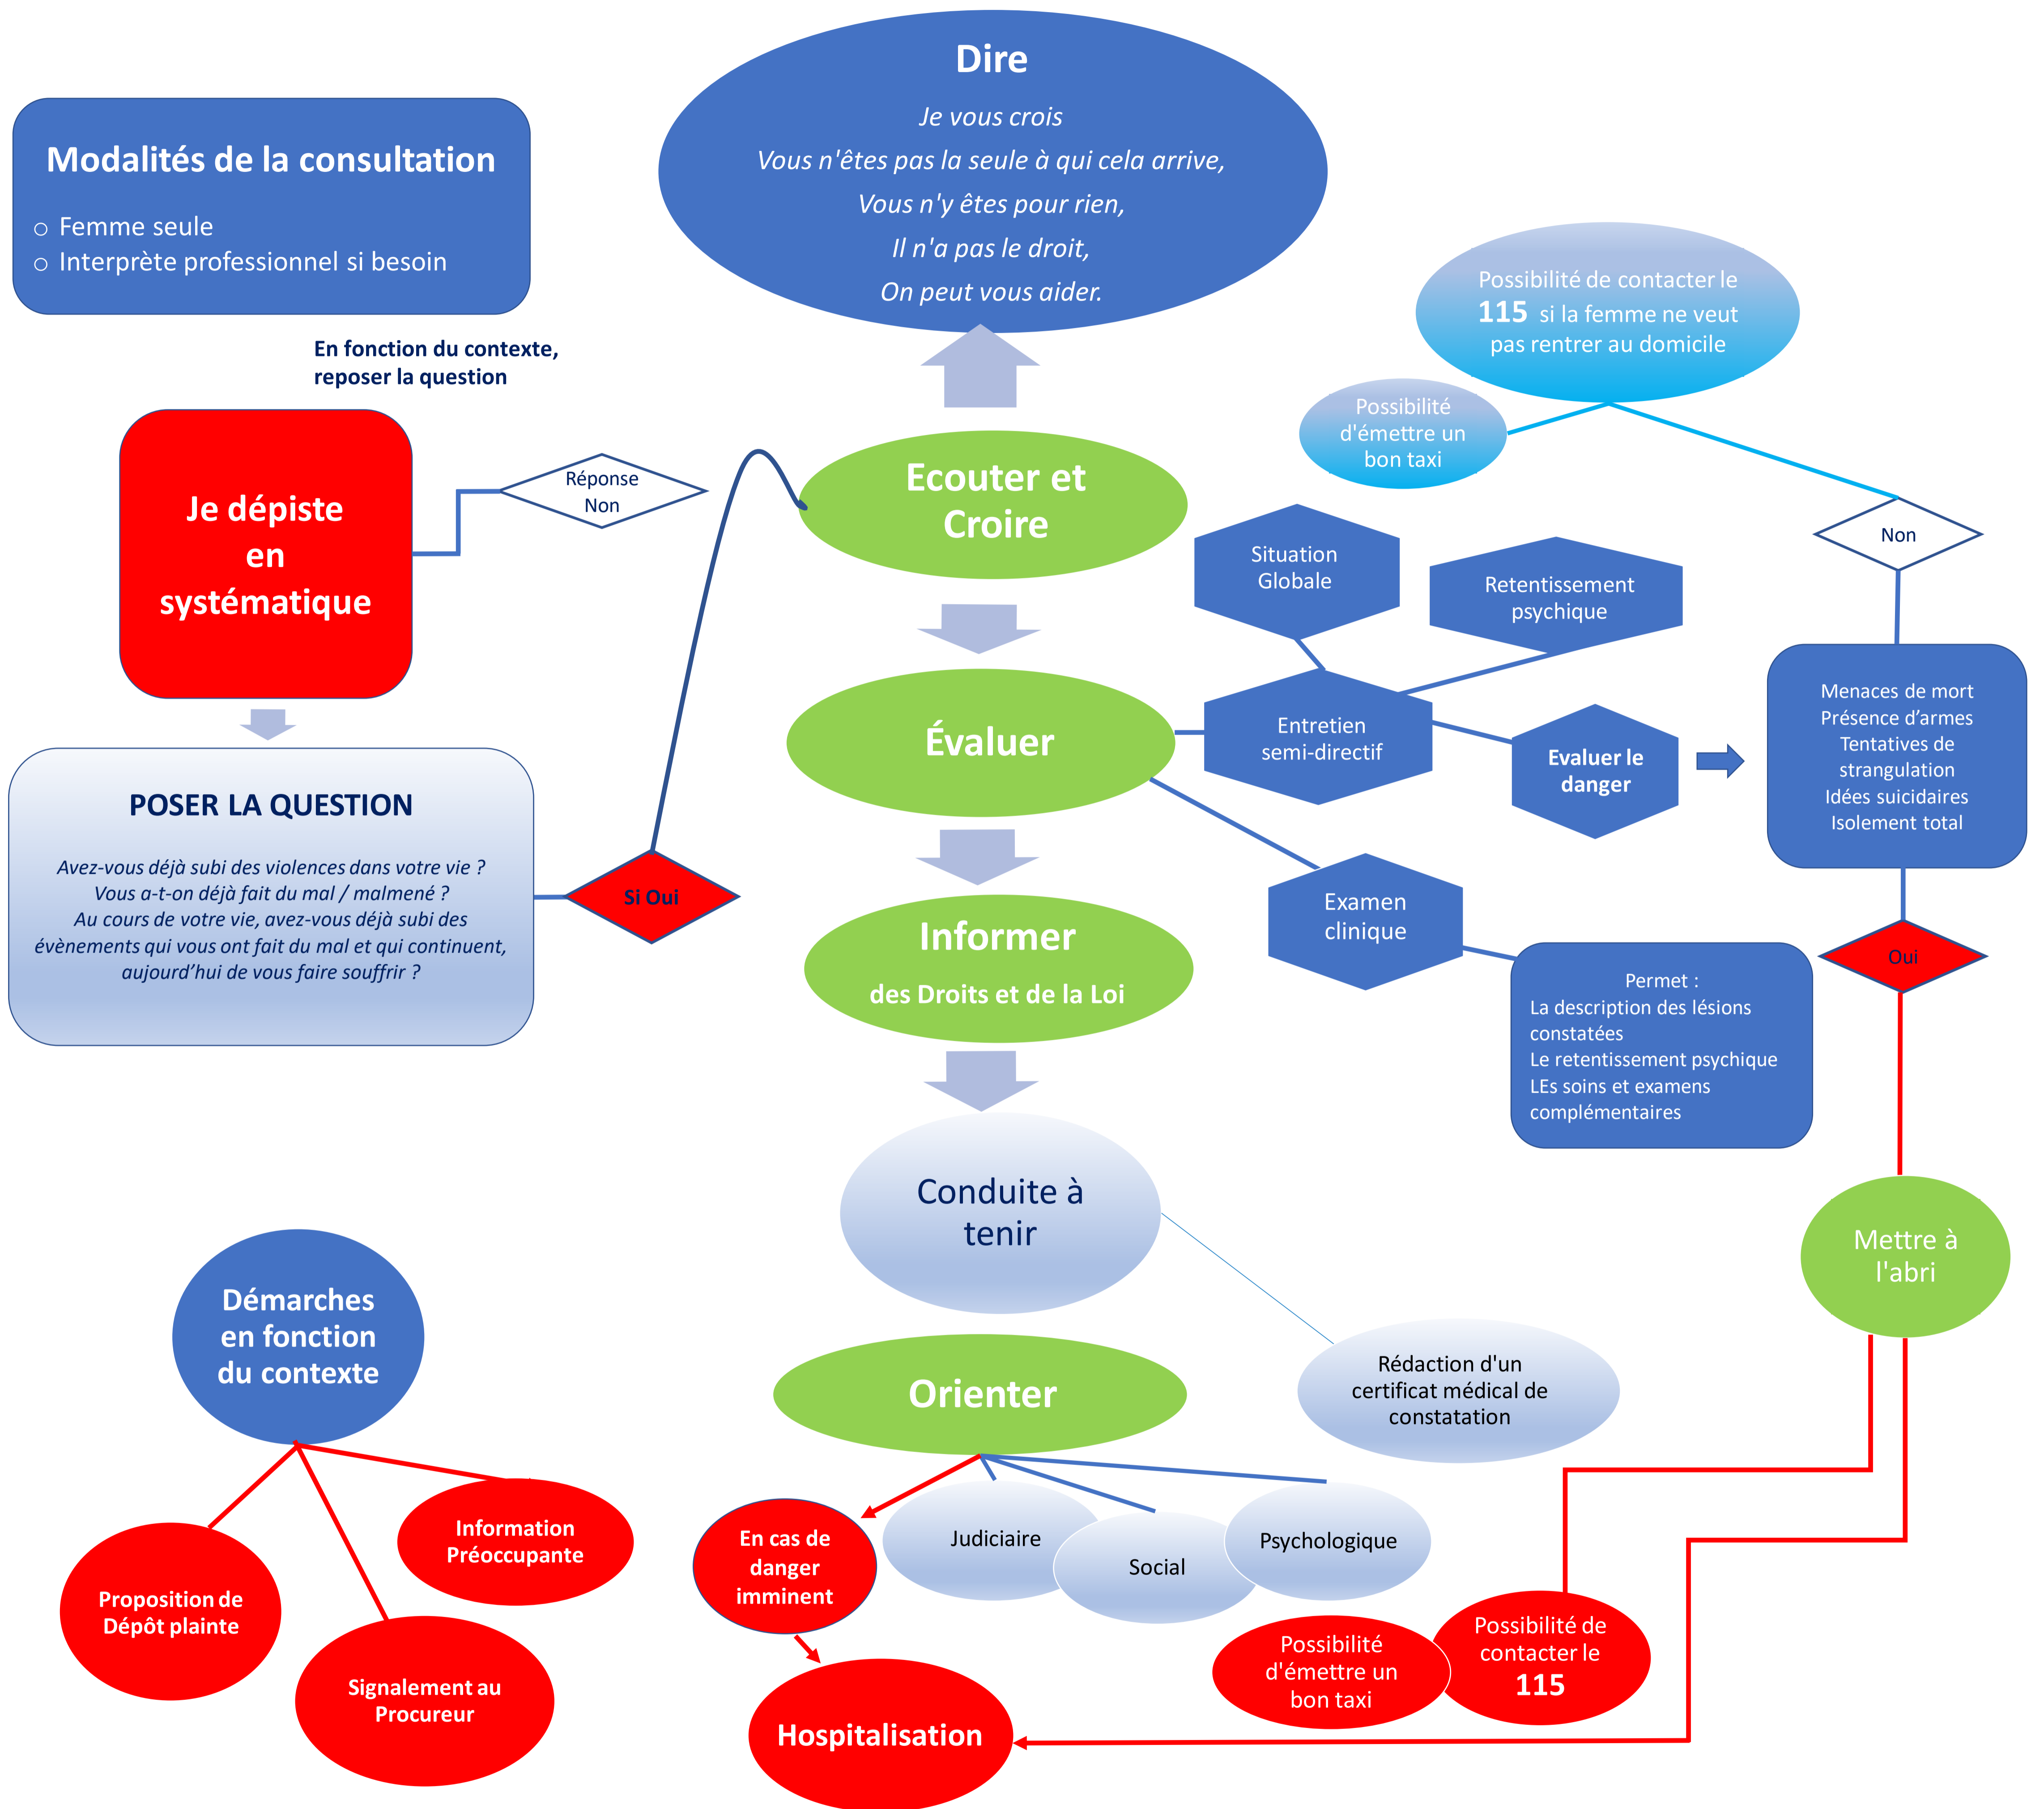 Dire
Je vous crois
Vous n'êtes pas la seule à qui cela arrive,
Vous n'y êtes pour rien,
Il n'a pas le droit,
On peut vous aider.
Modalités de la consultation
o Femme seule
o Interprète professionnel si besoin
En fonction du contexte,
reposer la question
Je dépiste
en
systématique
Réponse
Non
POSER LA QUESTION
Avez-vous déjà subi des violences dans votre vie ?
Vous a-t-on déjà fait du mal / malmené ?
Au cours de votre vie, avez-vous déjà subi des
évènements qui vous ont fait du mal et qui continuent,
aujourd’hui de vous faire souffrir ?
Si Oui
Ecouter et
Croire
Évaluer
Informer
des Droits et de la Loi
Conduite à
tenir
Orienter
Possibilité de contacter le
115 si la femme ne veut
pas rentrer au domicile
Possibilité
d'émettre un
bon taxi
Non
Situation
Globale
Retentissement
psychique
Entretien
semi-directif
Evaluer le
danger
Menaces de mort
Présence d’armes
Tentatives de
strangulation
Idées suicidaires
Isolement total
Examen
clinique
Oui
Permet :
La description des lésions
constatées
Le retentissement psychique
LEs soins et examens
complémentaires
Mettre à
l'abri
Rédaction d'un
certificat médical de
constatation
Démarches
en fonction
du contexte
Information
Préoccupante
Proposition de
Dépôt plainte
Signalement au
Procureur
En cas de
danger
imminent
Judiciaire
Social
Psychologique
Possibilité
d'émettre un
bon taxi
Possibilité de
contacter le
115
Hospitalisation